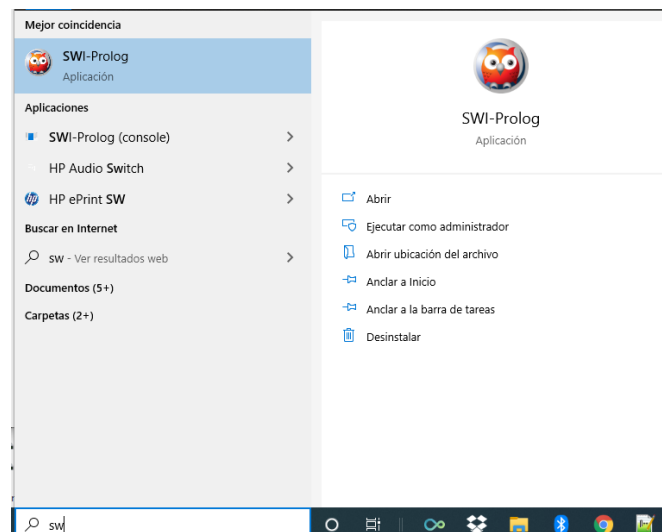 Mejor coincidencia
SWI-Prolog
Aplicación
Aplicaciones
SWI-Prolog (console)
HP Audio Switch
HP ePrint SW
Buscar en Internet
sw - Ver resultados web
Documentos (5+)
Carpetas (2+)
SWI-Prolog
Aplicación
Abrir
Ejecutar como administrador
Abrir ubicación del archivo
Anclar a Inicio
Anclar a la barra de tareas
Desinstalar
sw